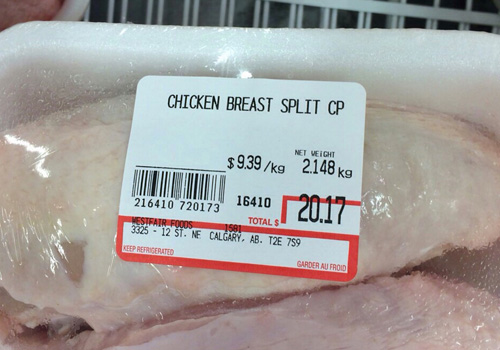 CHICKEN BREAST SPLIT CP
NET WEIGHT
$ 9.39/kg 2.148 kg
216410 720173
16410
TOTAL $ 20.17
WESTFAIR FOODS 1581
3325 - 12 ST. NE CALGARY, AB. T2E 7S9
KEEP REFRIGERATED GARDER AU FROID